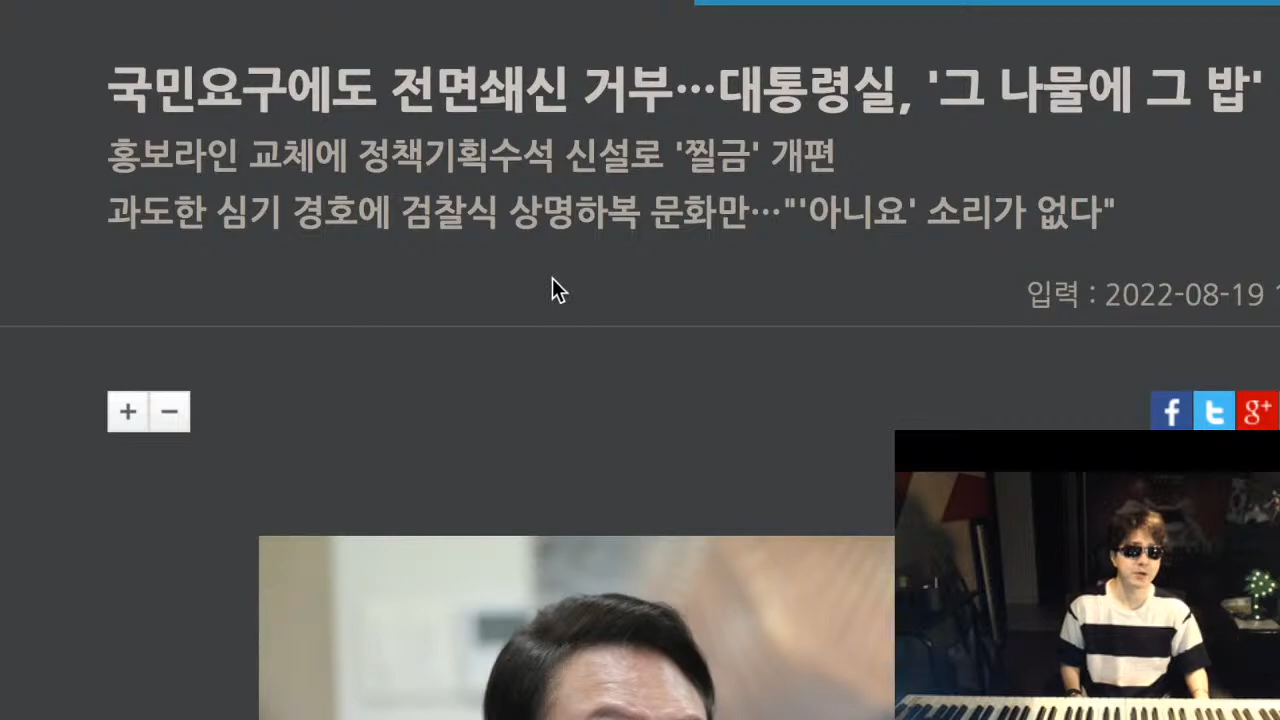 국민요구에도 전면쇄신 거부…대통령실, '그 나물에 그 밥'
홍보라인 교체에 정책기획수석 신설로 '찔금' 개편
과도한 심기 경호에 검찰식 상명하복 문화만…"'아니요' 소리가 없다"
입력 : 2022-08-19
+ −
f t g+